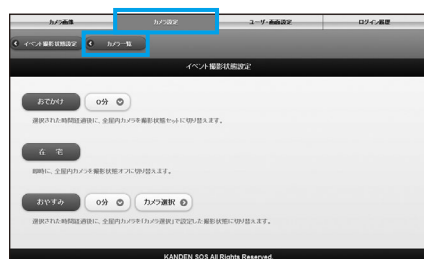 カメラ画像 カメラ設定 ユーザ・画面設定 ログイン履歴
イベント撮影状態設定 カメラ一覧
イベント撮影状態設定
おでかけ 0分
選択された時間経過後に、全屋内カメラを撮影状態セットに切り替えます。
在 宅
即時に、全屋内カメラを撮影状態オフに切り替えます。
おやすみ 0分 カメラ選択
選択された時間経過後に、全屋内カメラを「カメラ選択」で設定した撮影状態に切り替えます。
KANDEN SOS All Rights Reserved.